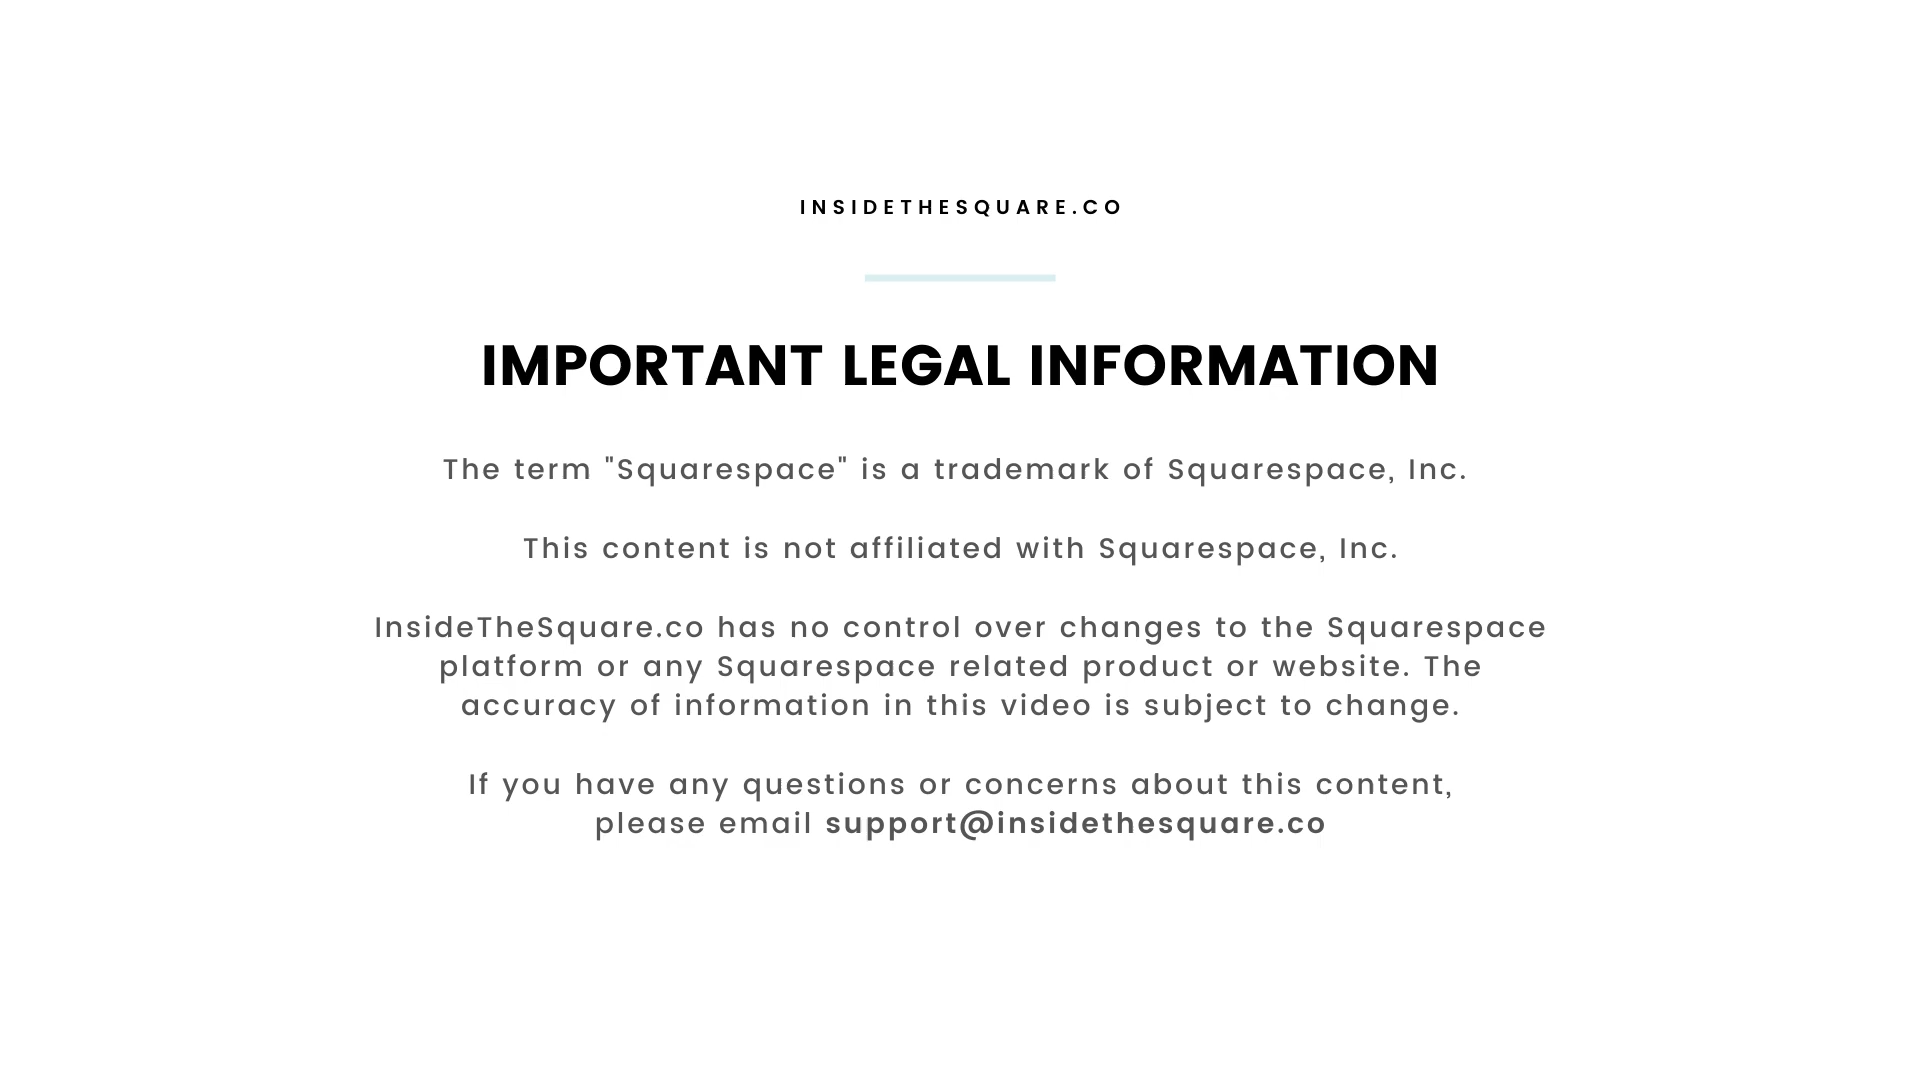 INSIDETHESQUARE.CO
IMPORTANT LEGAL INFORMATION
The term "Squarespace" is a trademark of Squarespace, Inc.
This content is not affiliated with Squarespace, Inc.
InsideTheSquare.co has no control over changes to the Squarespace
platform or any Squarespace related product or website. The
accuracy of information in this video is subject to change.
If you have any questions or concerns about this content,
please email support@insidethesquare.co